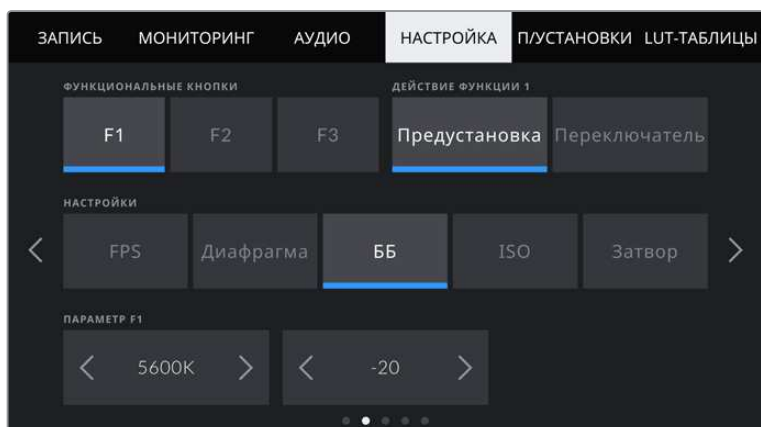 ЗАПИСЬ МОНИТОРИНГ АУДИО НАСТРОЙКА П/УСТАНОВКИ LUT-ТАБЛИЦЫ
ФУНКЦИОНАЛЬНЫЕ КНОПКИ ДЕЙСТВИЕ ФУНКЦИИ 1
F1 F2 F3 Предустановка Переключатель
НАСТРОЙКИ
FPS Диафрагма ББ ISO Затвор
ПАРАМЕТР F1
5600K -20